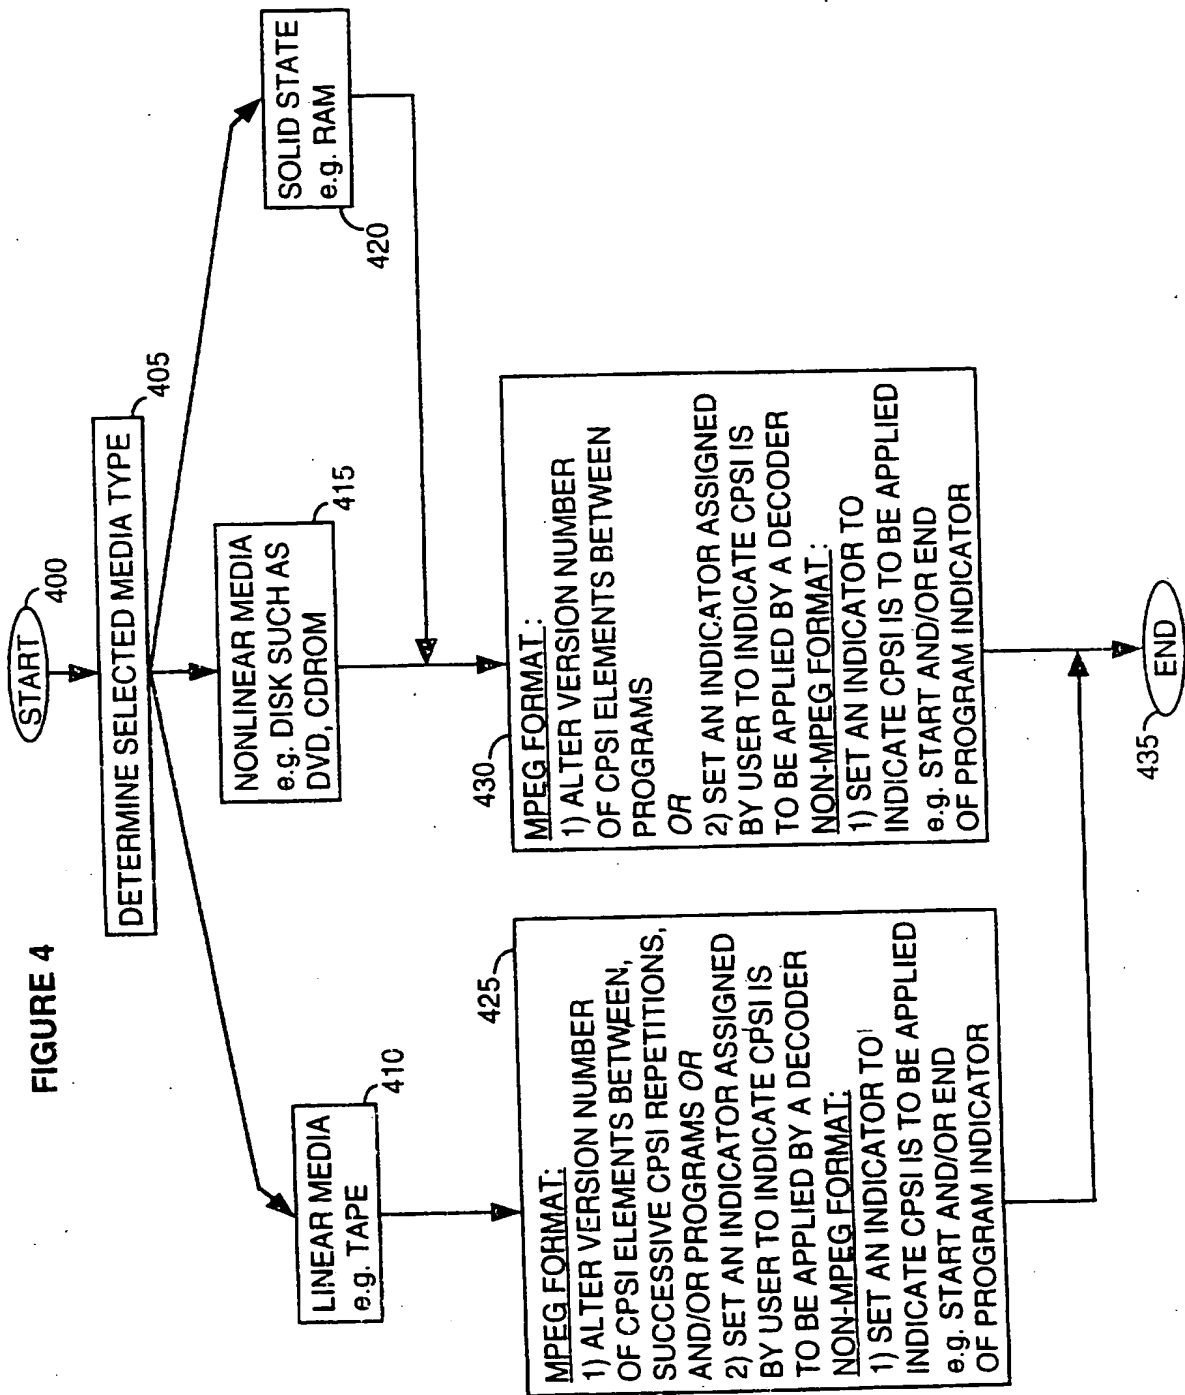 FIGURE 4
START
400
DETERMINE SELECTED MEDIA TYPE
405
LINEAR MEDIA
e.g. TAPE
410
NONLINEAR MEDIA
e.g. DISK SUCH AS
DVD, CDROM
415
SOLID STATE
e.g. RAM
420
425
MPEG FORMAT:
1) ALTER VERSION NUMBER
OF CPSI ELEMENTS BETWEEN,
SUCCESSIVE CPSI REPETITIONS,
AND/OR PROGRAMS OR
2) SET AN INDICATOR ASSIGNED
BY USER TO INDICATE CPSI IS
TO BE APPLIED BY A DECODER
NON-MPEG FORMAT:
1) SET AN INDICATOR TO
INDICATE CPSI IS TO BE APPLIED
e.g. START AND/OR END
OF PROGRAM INDICATOR
430
MPEG FORMAT:
1) ALTER VERSION NUMBER
OF CPSI ELEMENTS BETWEEN
PROGRAMS
OR
2) SET AN INDICATOR ASSIGNED
BY USER TO INDICATE CPSI IS
TO BE APPLIED BY A DECODER
NON-MPEG FORMAT:
1) SET AN INDICATOR TO
INDICATE CPSI IS TO BE APPLIED
e.g. START AND/OR END
OF PROGRAM INDICATOR
435
END